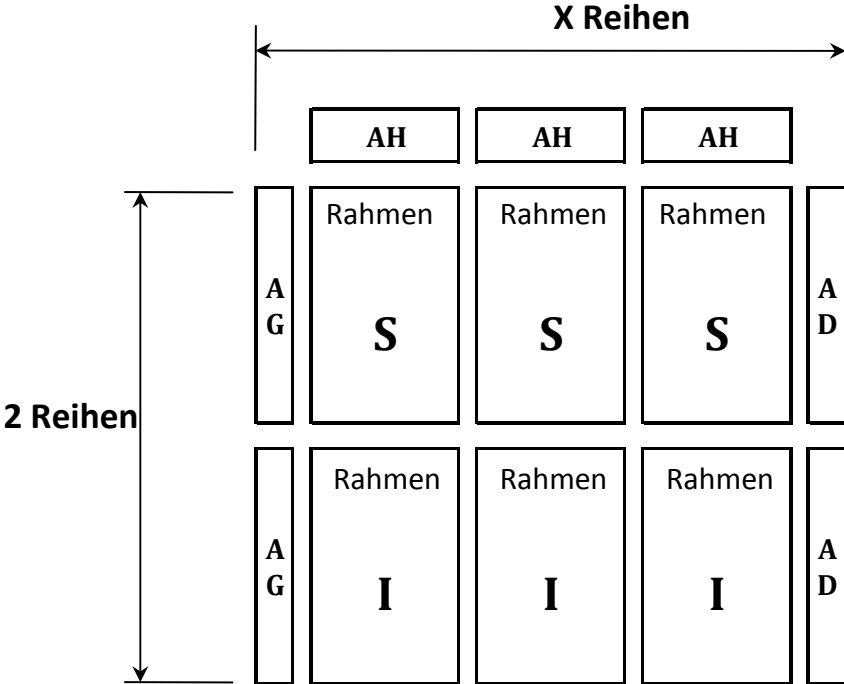 X Reihen
AH AH AH
Rahmen Rahmen Rahmen
A A
G S S S D
2 Reihen
Rahmen Rahmen Rahmen
A A
G I I I D